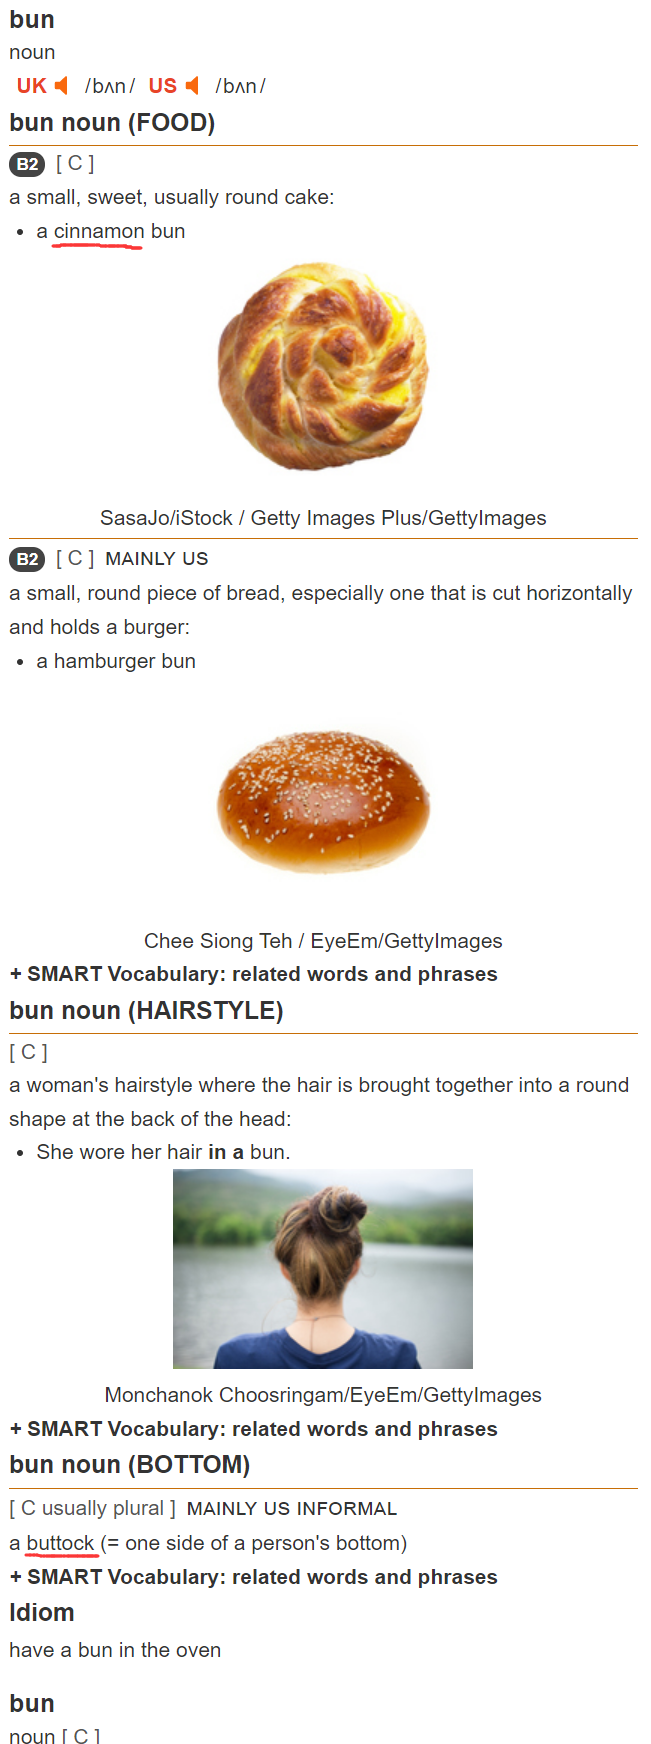 bun
noun
UK /bʌn/ US /bʌn/
bun noun (FOOD)
B2 [ C ]
a small, sweet, usually round cake:
• a cinnamon bun
SasaJo/iStock / Getty Images Plus/GettyImages
B2 [ C ] MAINLY US
a small, round piece of bread, especially one that is cut horizontally
and holds a burger:
• a hamburger bun
Chee Siong Teh / EyeEm/GettyImages
+ SMART Vocabulary: related words and phrases
bun noun (HAIRSTYLE)
[ C ]
a woman's hairstyle where the hair is brought together into a round
shape at the back of the head:
• She wore her hair in a bun.
Monchanok Choosringam/EyeEm/GettyImages
+ SMART Vocabulary: related words and phrases
bun noun (BOTTOM)
[ C usually plural ] MAINLY US INFORMAL
a buttock (= one side of a person's bottom)
+ SMART Vocabulary: related words and phrases
Idiom
have a bun in the oven
bun
noun [ C ]